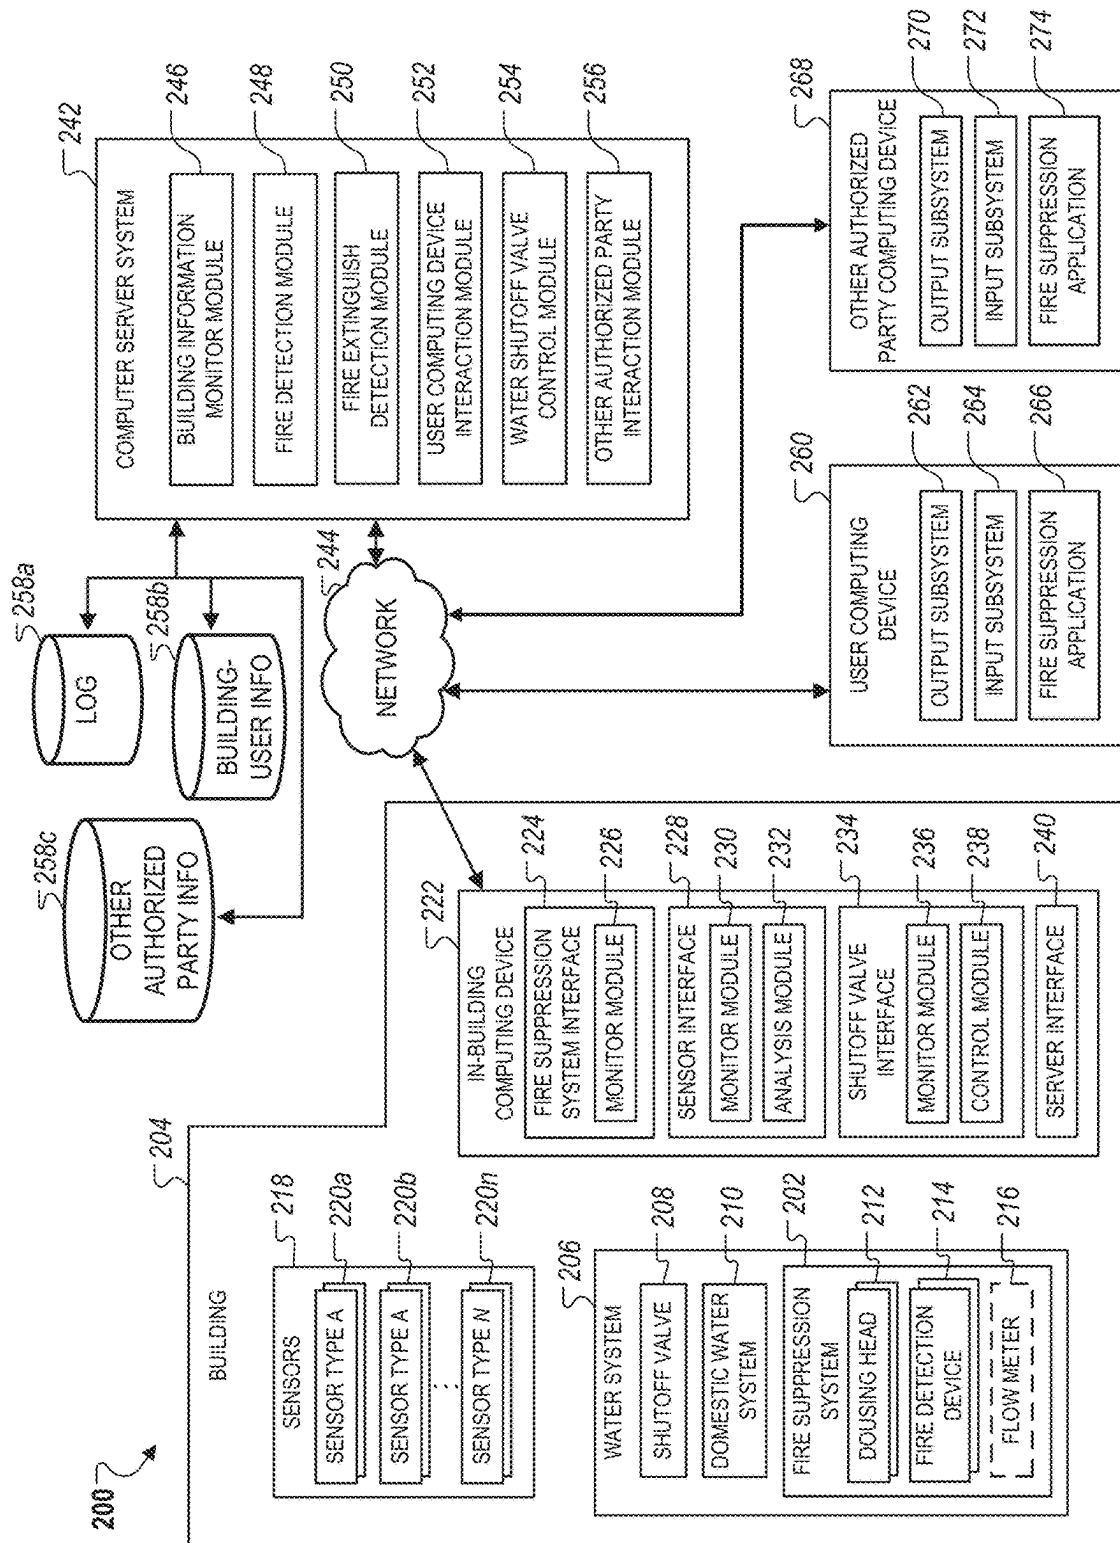 200
204
BUILDING
SENSORS
218
SENSOR TYPE A
220a
SENSOR TYPE A
220b
SENSOR TYPE N
220n
WATER SYSTEM
206
SHUTOFF VALVE
208
DOMESTIC WATER
SYSTEM
210
FIRE SUPPRESSION
SYSTEM
202
DOUSING HEAD
212
FIRE DETECTION
DEVICE
214
FLOW METER
216
IN-BUILDING
COMPUTING DEVICE
222
FIRE SUPPRESSION
SYSTEM INTERFACE
224
MONITOR MODULE
226
SENSOR INTERFACE
228
MONITOR MODULE
230
ANALYSIS MODULE
232
SHUTOFF VALVE
INTERFACE
234
MONITOR MODULE
236
CONTROL MODULE
238
SERVER INTERFACE
240
OTHER
AUTHORIZED
PARTY INFO
258c
LOG
258a
BUILDING-
USER INFO
258b
NETWORK
244
COMPUTER SERVER SYSTEM
242
BUILDING INFORMATION
MONITOR MODULE
246
FIRE DETECTION MODULE
248
FIRE EXTINGUISH
DETECTION MODULE
250
USER COMPUTING DEVICE
INTERACTION MODULE
252
WATER SHUTOFF VALVE
CONTROL MODULE
254
OTHER AUTHORIZED PARTY
INTERACTION MODULE
256
USER COMPUTING
DEVICE
260
OUTPUT SUBSYSTEM
262
INPUT SUBSYSTEM
264
FIRE SUPPRESSION
APPLICATION
266
OTHER AUTHORIZED
PARTY COMPUTING DEVICE
268
OUTPUT SUBSYSTEM
270
INPUT SUBSYSTEM
272
FIRE SUPPRESSION
APPLICATION
274